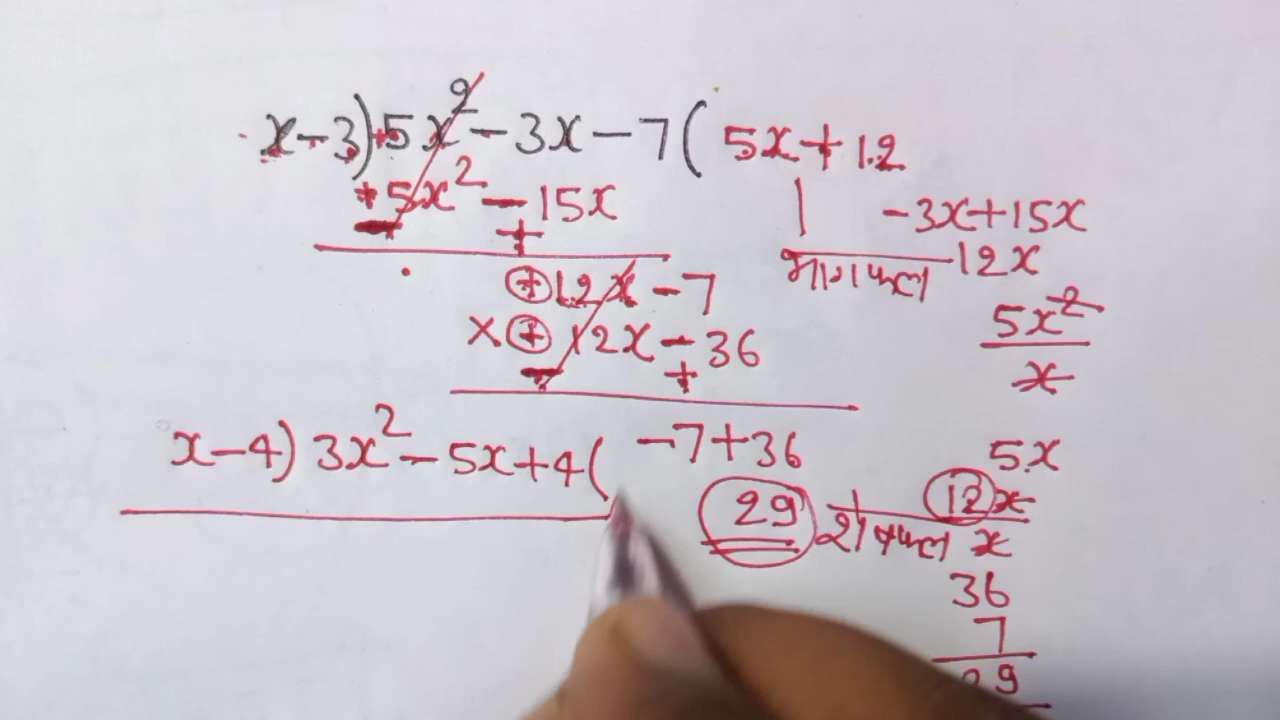 x-3)+5x²-3x-7(5x+12
+5x²-15x
- +
-3x+15x
भागफल 12x
+12x-7
5x²
x
×+12x-36
- +
x-4)3x²-5x+4(
-7+36
5x
29
12x
x
36
7
29